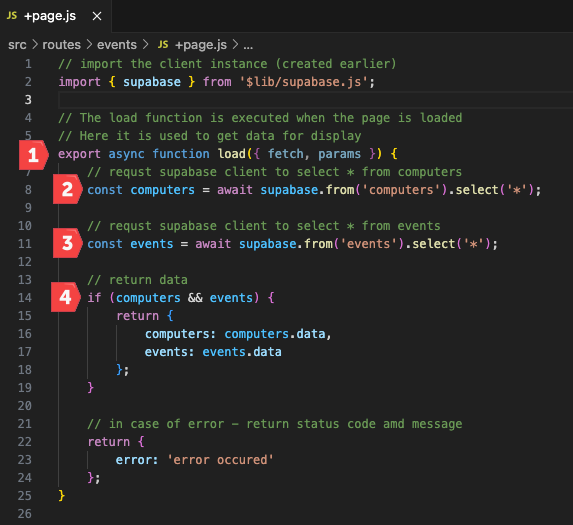 JS +page.js ×
src > routes > events > JS +page.js > ...
1 // import the client instance (created earlier)
2 import { supabase } from '$lib/supabase.js';
3
4 // The load function is executed when the page is loaded
5 // Here it is used to get data for display
1 export async function load({ fetch, params }) {
7 // requst supabase client to select * from computers
2 8 const computers = await supabase.from('computers').select('*');
9
10 // requst supabase client to select * from events
3 11 const events = await supabase.from('events').select('*');
12
13 // return data
4 14 if (computers && events) {
15 return {
16 computers: computers.data,
17 events: events.data
18 };
19 }
20
21 // in case of error - return status code amd message
22 return {
23 error: 'error occured'
24 };
25 }
26